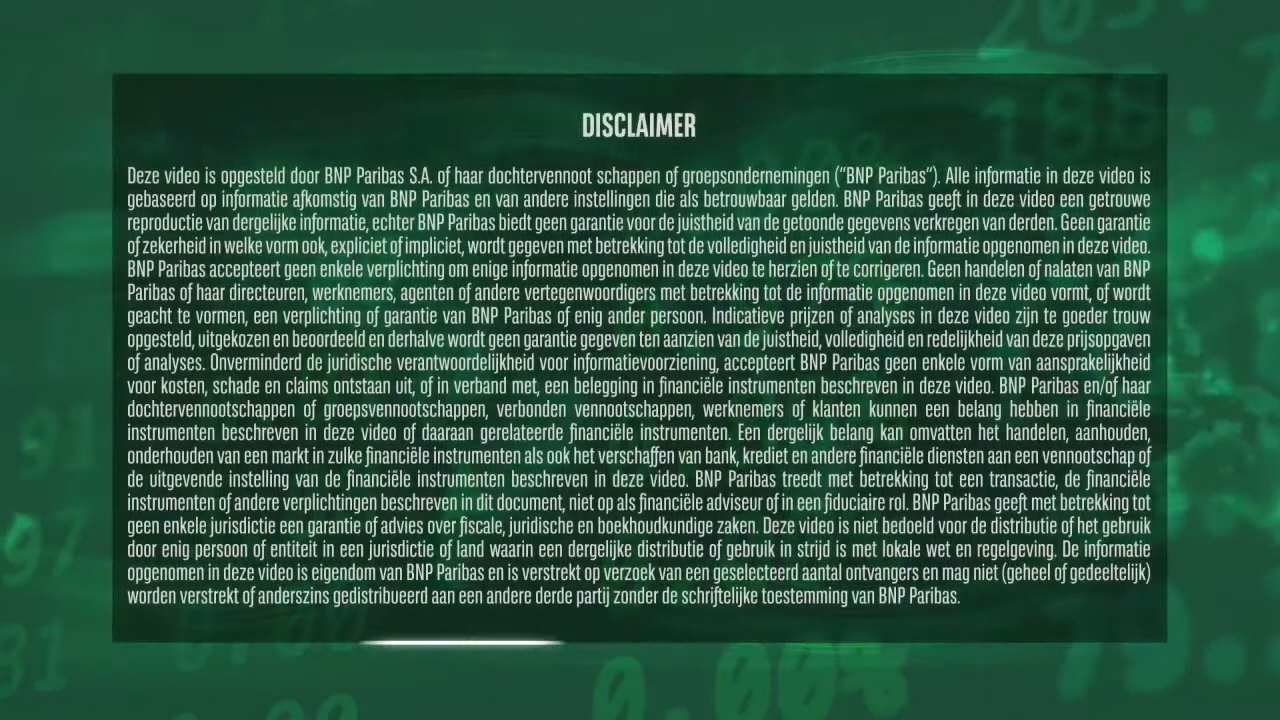 DISCLAIMER
Deze video is opgesteld door BNP Paribas S.A. of haar dochtervennoot schappen of groepsondernemingen (“BNP Paribas“). Alle informatie in deze video is
gebaseerd op informatie afkomstig van BNP Paribas en van andere instellingen die als betrouwbaar gelden. BNP Paribas geeft in deze video een getrouwe
reproductie van dergelijke informatie, echter BNP Paribas biedt geen garantie voor de juistheid van de getoonde gegevens verkregen van derden. Geen garantie
of zekerheid in welke vorm ook, expliciet of impliciet, wordt gegeven met betrekking tot de volledigheid en juistheid van de informatie opgenomen in deze video.
BNP Paribas accepteert geen enkele verplichting om enige informatie opgenomen in deze video te herzien of te corrigeren. Geen handelen of nalaten van BNP
Paribas of haar directeuren, werknemers, agenten of andere vertegenwoordigers met betrekking tot de informatie opgenomen in deze video vormt, of wordt
geacht te vormen, een verplichting of garantie van BNP Paribas of enig ander persoon. Indicatieve prijzen of analyses in deze video zijn te goeder trouw
opgesteld, uitgekozen en beoordeeld en derhalve wordt geen garantie gegeven ten aanzien van de juistheid, volledigheid en redelijkheid van deze prijsopgaven
of analyses. Onverminderd de juridische verantwoordelijkheid voor informatievoorziening, accepteert BNP Paribas geen enkele vorm van aansprakelijkheid
voor kosten, schade en claims ontstaan uit, of in verband met, een belegging in financiële instrumenten beschreven in deze video. BNP Paribas en/of haar
dochtervennootschappen of groepsvennootschappen, verbonden vennootschappen, werknemers of klanten kunnen een belang hebben in financiële
instrumenten beschreven in deze video of daaraan gerelateerde financiële instrumenten. Een dergelijk belang kan omvatten het handelen, aanhouden,
onderhouden van een markt in zulke financiële instrumenten als ook het verschaffen van bank, krediet en andere financiële diensten aan een vennootschap of
de uitgevende instelling van de financiële instrumenten beschreven in deze video. BNP Paribas treedt met betrekking tot een transactie, de financiële
instrumenten of andere verplichtingen beschreven in dit document, niet op als financiële adviseur of in een fiduciaire rol. BNP Paribas geeft met betrekking tot
geen enkele jurisdictie een garantie of advies over fiscale, juridische en boekhoudkundige zaken. Deze video is niet bedoeld voor de distributie of het gebruik
door enig persoon of entiteit in een jurisdictie of land waarin een dergelijke distributie of gebruik in strijd is met lokale wet en regelgeving. De informatie
opgenomen in deze video is eigendom van BNP Paribas en is verstrekt op verzoek van een geselecteerd aantal ontvangers en mag niet (geheel of gedeeltelijk)
worden verstrekt of anderszins gedistribueerd aan een andere derde partij zonder de schriftelijke toestemming van BNP Paribas.
91
97
81
0.00%